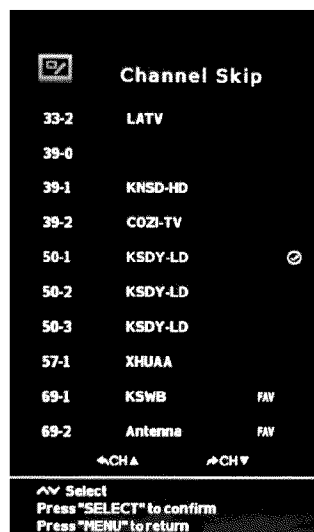 Channel Skip
33-2 LATV
39-0
39-1 KNSD-HD
39-2 COZI-TV
50-1 KSDY-LD
50-2 KSDY-LD
50-3 KSDY-LD
57-1 XHUAA
69-1 KSWB FAV
69-2 Antenna FAV
CH▲ CH▼
Select
Press "SELECT" to confirm
Press "MENU" to return